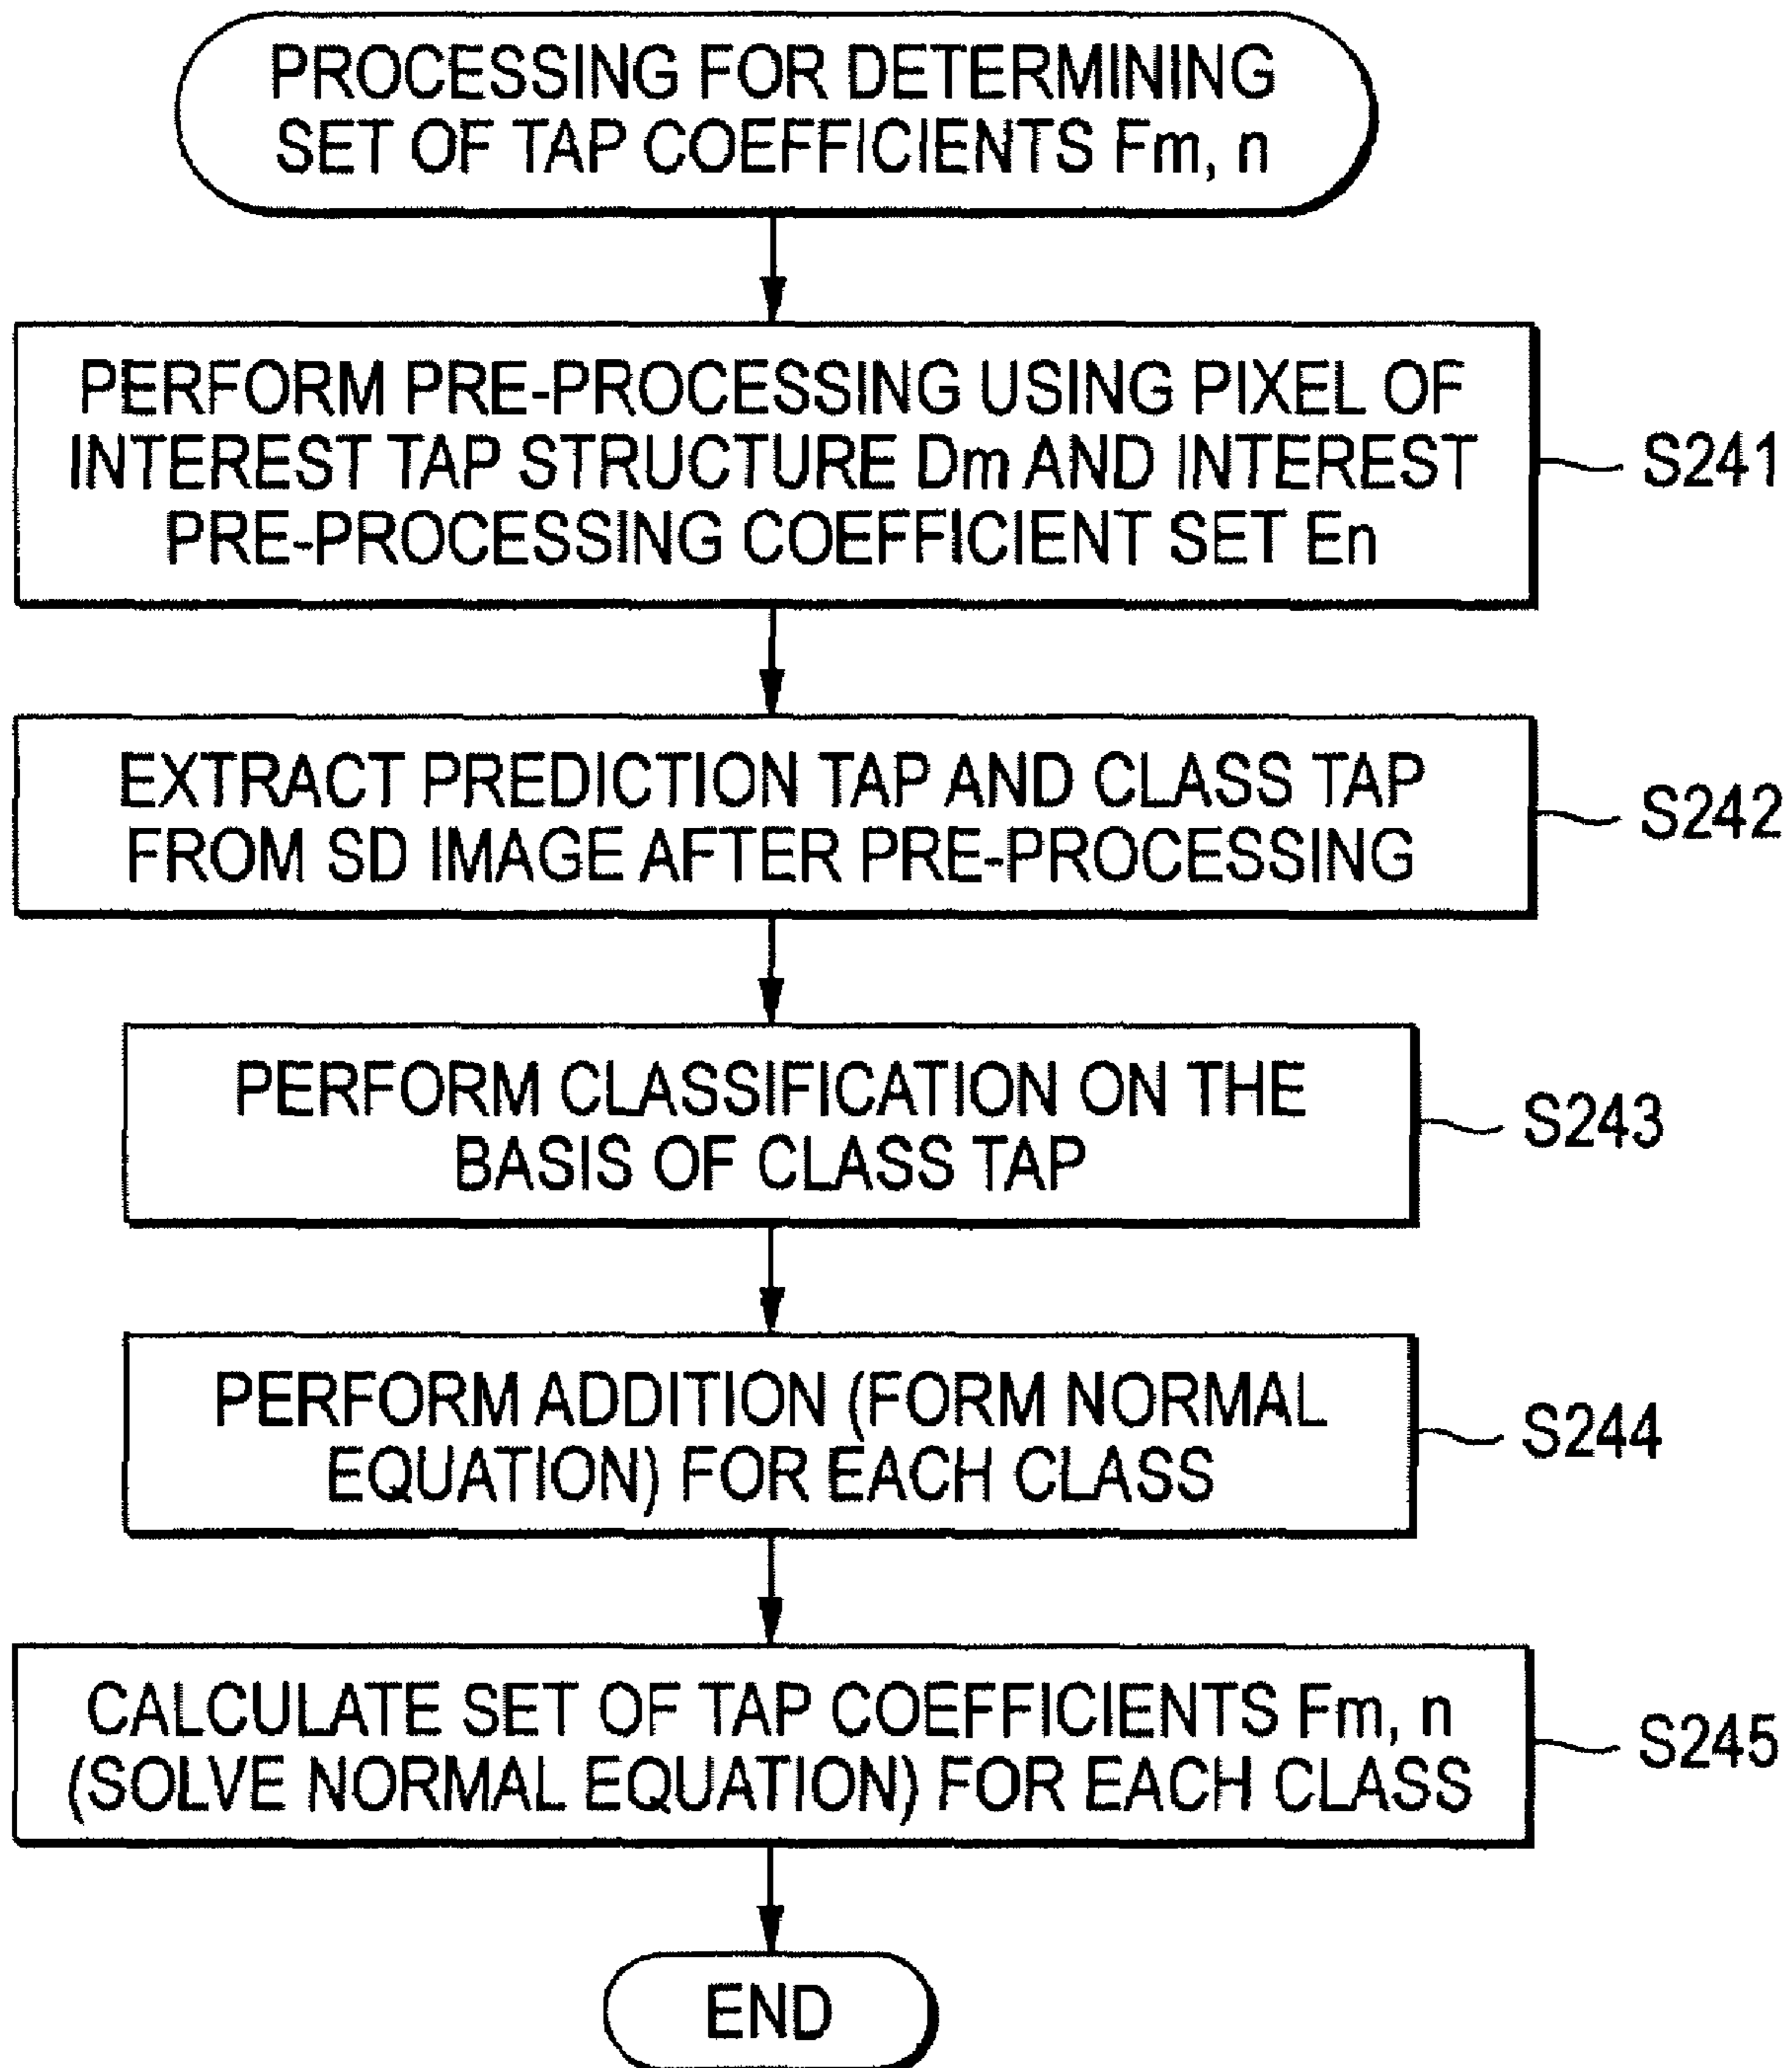 PROCESSING FOR DETERMINING
SET OF TAP COEFFICIENTS Fm, n
PERFORM PRE-PROCESSING USING PIXEL OF
INTEREST TAP STRUCTURE Dm AND INTEREST
PRE-PROCESSING COEFFICIENT SET En
S241
EXTRACT PREDICTION TAP AND CLASS TAP
FROM SD IMAGE AFTER PRE-PROCESSING
S242
PERFORM CLASSIFICATION ON THE
BASIS OF CLASS TAP
S243
PERFORM ADDITION (FORM NORMAL
EQUATION) FOR EACH CLASS
S244
CALCULATE SET OF TAP COEFFICIENTS Fm, n
(SOLVE NORMAL EQUATION) FOR EACH CLASS
S245
END